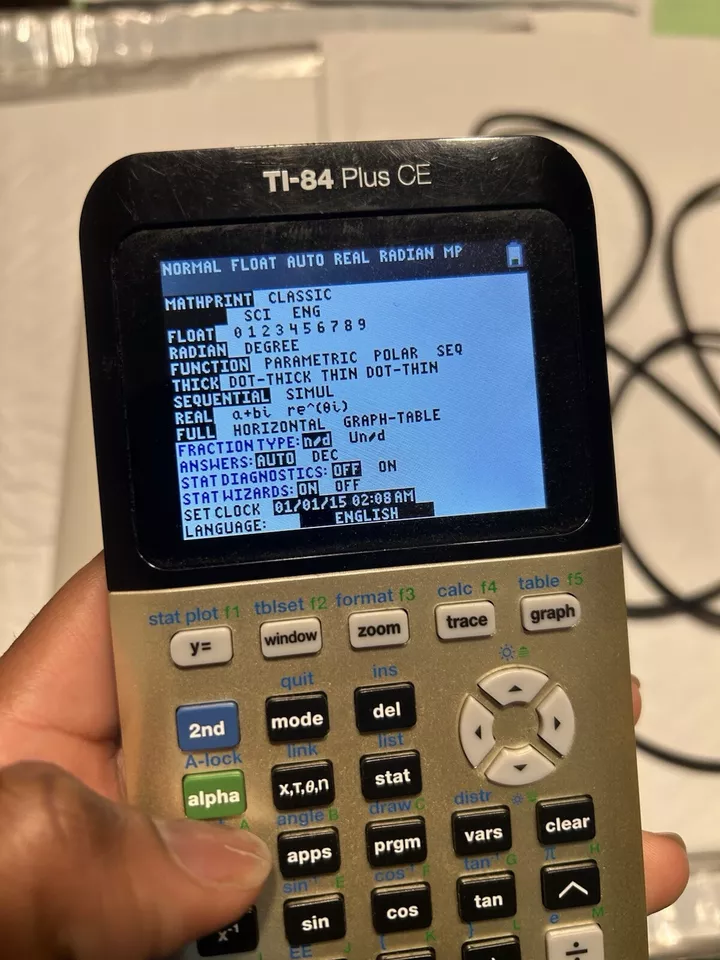 TI-84 Plus CE
NORMAL FLOAT AUTO REAL RADIAN MP
MATHPRINT CLASSIC
SCI ENG
FLOAT 0 1 2 3 4 5 6 7 8 9
RADIAN DEGREE
FUNCTION PARAMETRIC POLAR SEQ
THICK DOT-THICK THIN DOT-THIN
SEQUENTIAL SIMUL
REAL a+bi re^(θi)
FULL HORIZONTAL GRAPH-TABLE
FRACTION TYPE: n/d Un/d
ANSWERS: AUTO DEC
STAT DIAGNOSTICS: OFF ON
STAT WIZARDS: ON OFF
SET CLOCK 01/01/15 02:08 AM
LANGUAGE: ENGLISH
stat plot f1 tblset f2 format f3 calc f4 table f5
y= window zoom trace graph
quit ins
2nd mode del
A-lock link list
alpha x,T,θ,n stat
A angle B draw C distr
apps prgm vars clear
sin⁻¹ E cos⁻¹ F tan⁻¹ G π H
x⁻¹ sin cos tan ^
EE J { K } L e M
÷